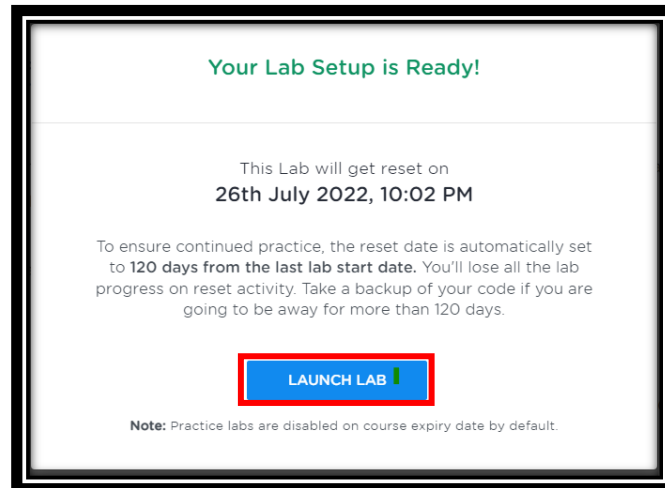 Your Lab Setup is Ready!
This Lab will get reset on
26th July 2022, 10:02 PM
To ensure continued practice, the reset date is automatically set
to 120 days from the last lab start date. You'll lose all the lab
progress on reset activity. Take a backup of your code if you are
going to be away for more than 120 days.
LAUNCH LAB
Note: Practice labs are disabled on course expiry date by default.